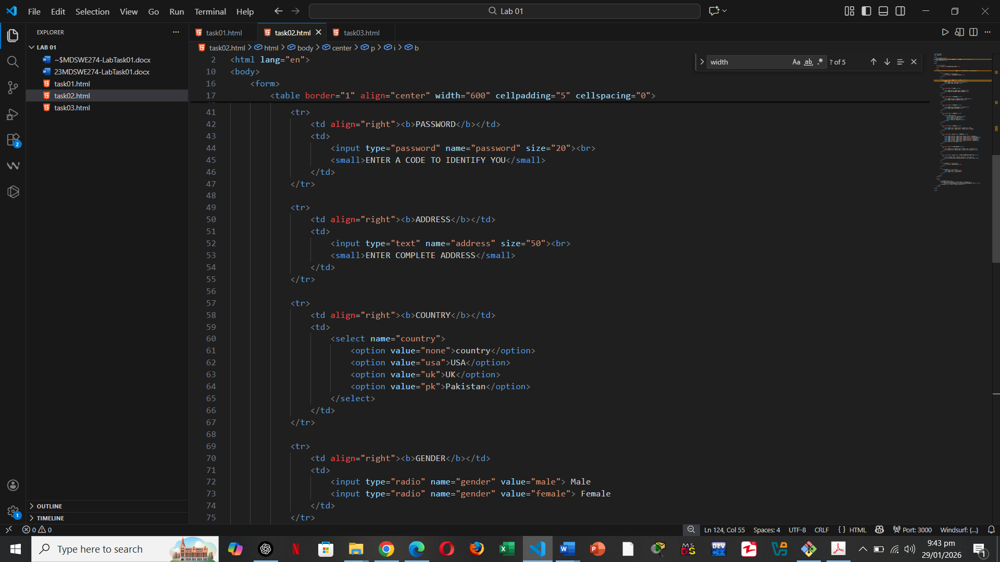 File Edit Selection View Go Run Terminal Help
Lab 01
EXPLORER
LAB 01
~$MDSWE274-LabTask01.docx
23MDSWE274-LabTask01.docx
task01.html
task02.html
task03.html
OUTLINE
TIMELINE
2
1
task01.html task02.html task03.html
task02.html > html > body > center > p > i > b
width Aa ab .* ? of 5
2 <html lang="en">
10 <body>
16 <form>
17 <table border="1" align="center" width="600" cellpadding="5" cellspacing="0">
41 <tr>
42 <td align="right"><b>PASSWORD</b></td>
43 <td>
44 <input type="password" name="password" size="20"><br>
45 <small>ENTER A CODE TO IDENTIFY YOU</small>
46 </td>
47 </tr>
48
49 <tr>
50 <td align="right"><b>ADDRESS</b></td>
51 <td>
52 <input type="text" name="address" size="50"><br>
53 <small>ENTER COMPLETE ADDRESS</small>
54 </td>
55 </tr>
56
57 <tr>
58 <td align="right"><b>COUNTRY</b></td>
59 <td>
60 <select name="country">
61 <option value="none">country</option>
62 <option value="usa">USA</option>
63 <option value="uk">UK</option>
64 <option value="pk">Pakistan</option>
65 </select>
66 </td>
67 </tr>
68
69 <tr>
70 <td align="right"><b>GENDER</b></td>
71 <td>
72 <input type="radio" name="gender" value="male"> Male
73 <input type="radio" name="gender" value="female"> Female
74 </td>
75 </tr>
0 0 Ln 124, Col 55 Spaces: 4 UTF-8 CRLF { } HTML Port: 3000 Windsurf: {...}
Type here to search
DEV
9:43 pm
29/01/2026
1